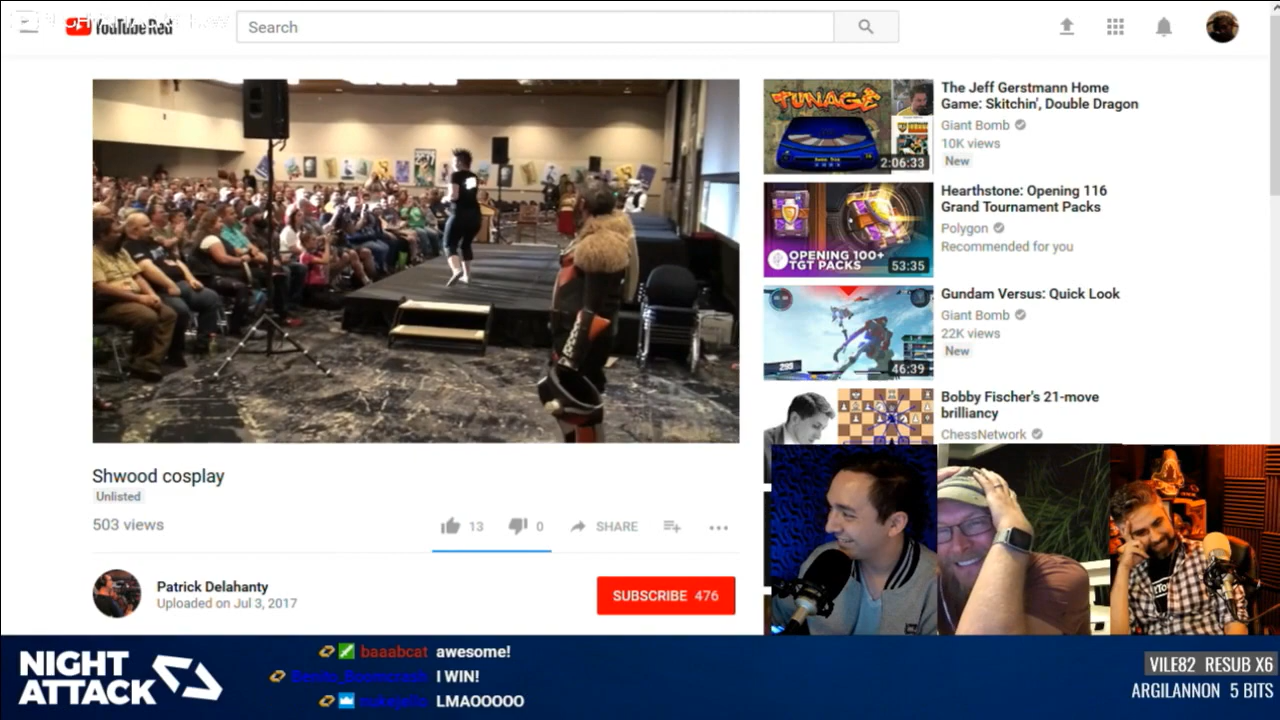 YouTube Red
Search
Shwood cosplay
Unlisted
503 views
13
0
SHARE
Patrick Delahanty
Uploaded on Jul 3, 2017
SUBSCRIBE 476
TUNAGE
2:06:33
The Jeff Gerstmann Home
Game: Skitchin', Double Dragon
Giant Bomb
10K views
New
OPENING 100+
TGT PACKS
53:35
Hearthstone: Opening 116
Grand Tournament Packs
Polygon
Recommended for you
295
46:39
Gundam Versus: Quick Look
Giant Bomb
22K views
New
Bobby Fischer's 21-move
brilliancy
ChessNetwork
NIGHT
ATTACK
baaabcat awesome!
I WIN!
LMAOOOOO
VILE82 RESUB X6
ARGILANNON 5 BITS